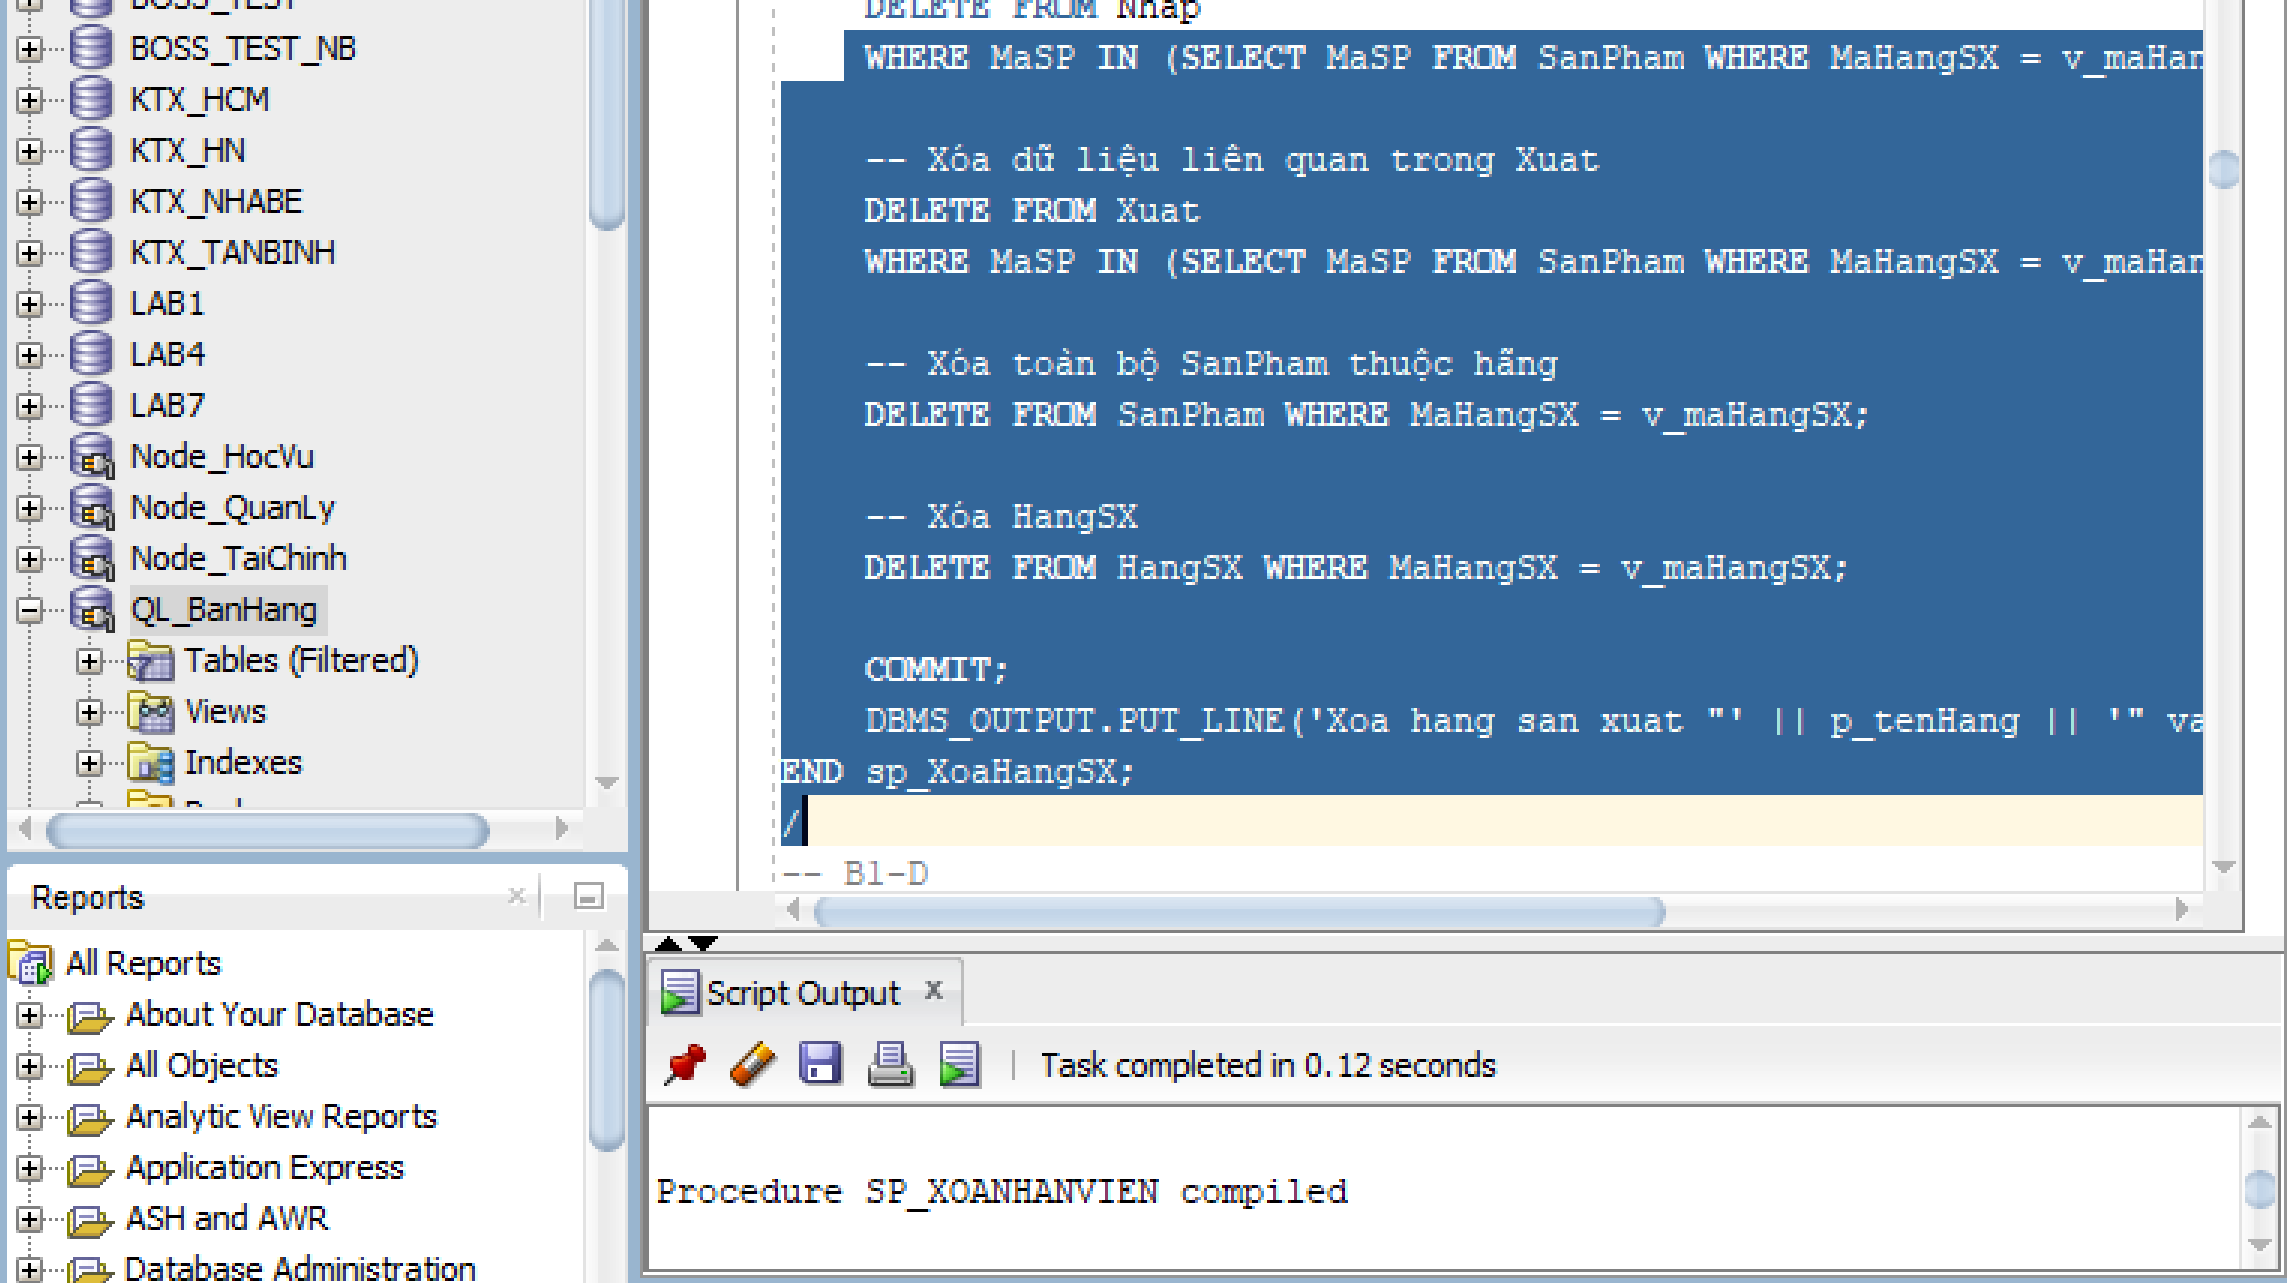 BOSS_TEST
BOSS_TEST_NB
KTX_HCM
KTX_HN
KTX_NHABE
KTX_TANBINH
LAB1
LAB4
LAB7
Node_HocVu
Node_QuanLy
Node_TaiChinh
QL_BanHang
Tables (Filtered)
Views
Indexes
Reports
All Reports
About Your Database
All Objects
Analytic View Reports
Application Express
ASH and AWR
Database Administration
DELETE FROM Nhap
WHERE MaSP IN (SELECT MaSP FROM SanPham WHERE MaHangSX = v_maHan
-- Xóa dữ liệu liên quan trong Xuat
DELETE FROM Xuat
WHERE MaSP IN (SELECT MaSP FROM SanPham WHERE MaHangSX = v_maHan
-- Xóa toàn bộ SanPham thuộc hãng
DELETE FROM SanPham WHERE MaHangSX = v_maHangSX;
-- Xóa HangSX
DELETE FROM HangSX WHERE MaHangSX = v_maHangSX;
COMMIT;
DBMS_OUTPUT.PUT_LINE('Xoa hang san xuat "' || p_tenHang || '" va
END sp_XoaHangSX;
/
-- B1-D
Script Output
Task completed in 0.12 seconds
Procedure SP_XOANHANVIEN compiled